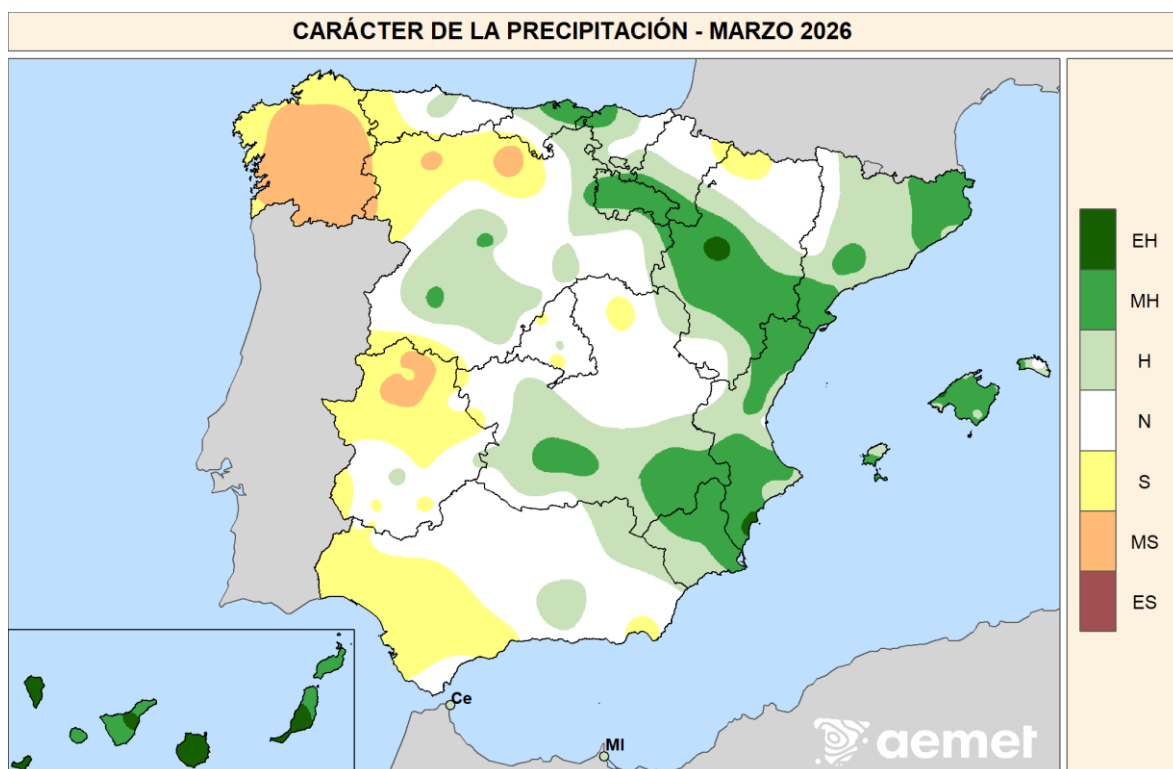 CARÁCTER DE LA PRECIPITACIÓN - MARZO 2026
EH
MH
H
N
S
MS
ES
Ce
Ml
aemet